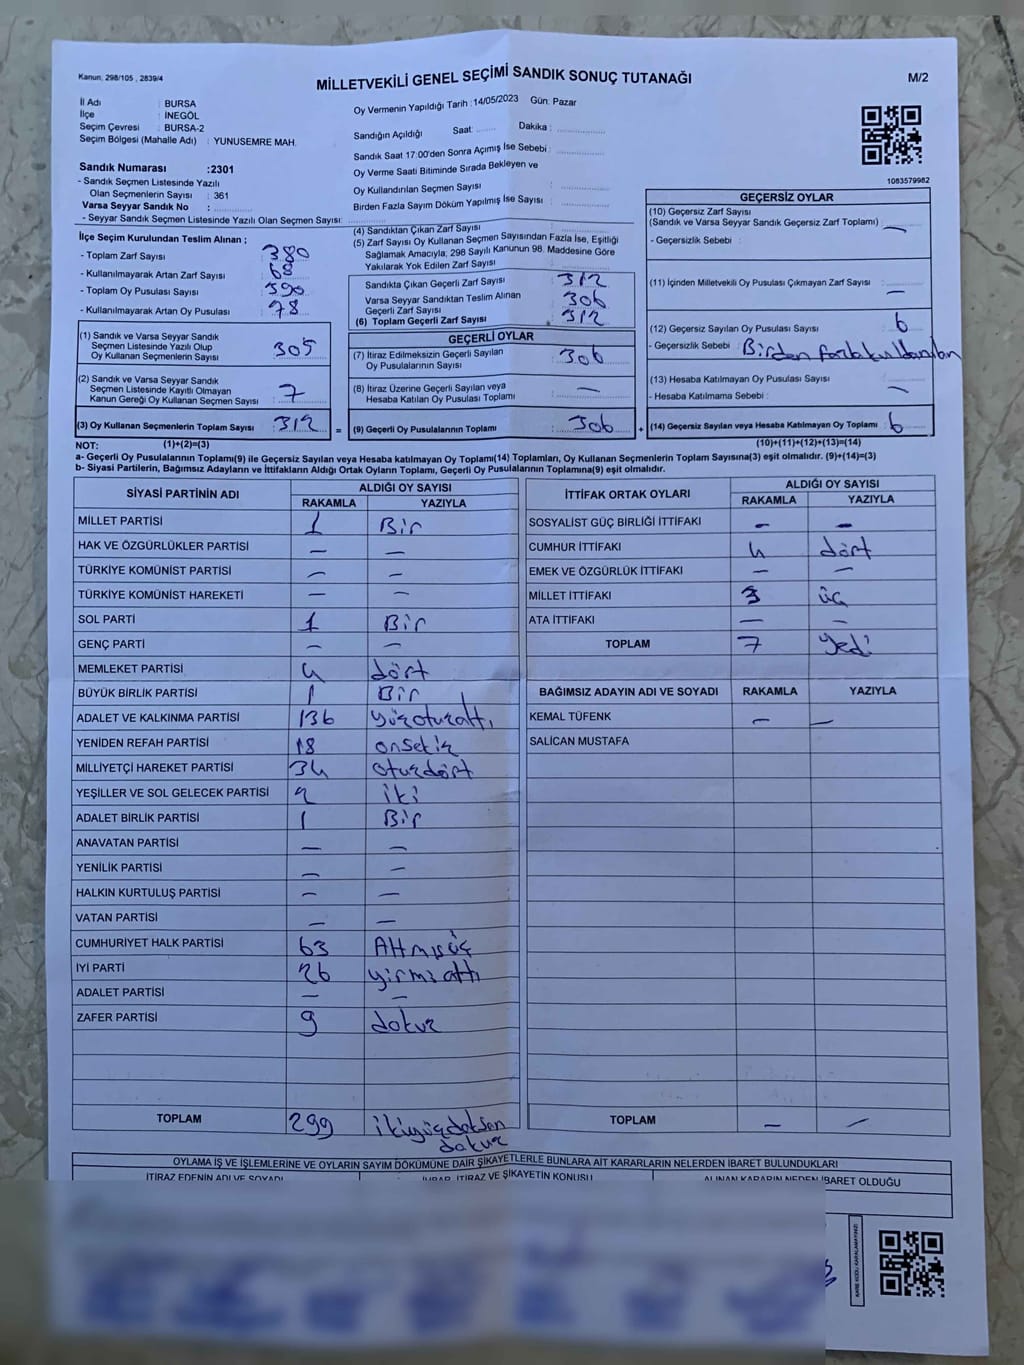 Kanun, 298/105 , 2839/4
MİLLETVEKİLİ GENEL SEÇİMİ SANDIK SONUÇ TUTANAĞI
M/2
İl Adı : BURSA
İlçe : İNEGÖL
Seçim Çevresi : BURSA-2
Seçim Bölgesi (Mahalle Adı) : YUNUSEMRE MAH.
Sandık Numarası :2301
- Sandık Seçmen Listesinde Yazılı
Olan Seçmenlerin Sayısı : 361
Varsa Seyyar Sandık No :
- Seyyar Sandık Seçmen Listesinde Yazılı Olan Seçmen Sayısı:
Oy Vermenin Yapıldığı Tarih :14/05/2023 Gün: Pazar
Sandığın Açıldığı Saat: Dakika :
Sandık Saat 17:00'den Sonra Açımış İse Sebebi :
Oy Verme Saati Bitiminde Sırada Bekleyen ve
Oy Kullandırılan Seçmen Sayısı :
Birden Fazla Sayım Döküm Yapılmış İse Sayısı :
1083579982
İlçe Seçim Kurulundan Teslim Alınan ;
- Toplam Zarf Sayısı : 380
- Kullanılmayarak Artan Zarf Sayısı : 68
- Toplam Oy Pusulası Sayısı : 390
- Kullanılmayarak Artan Oy Pusulası : 78
(1) Sandık ve Varsa Seyyar Sandık
Seçmen Listesinde Yazılı Olup
Oy Kullanan Seçmenlerin Sayısı : 305
(2) Sandık ve Varsa Seyyar Sandık
Seçmen Listesinde Kayıtlı Olmayan
Kanun Gereği Oy Kullanan Seçmen Sayısı : 7
(3) Oy Kullanan Seçmenlerin Toplam Sayısı : 312 =
(4) Sandıktan Çıkan Zarf Sayısı :
(5) Zarf Sayısı Oy Kullanan Seçmen Sayısından Fazla İse, Eşitliği
Sağlamak Amacıyla, 298 Sayılı Kanunun 98. Maddesine Göre
Yakılarak Yok Edilen Zarf Sayısı :
Sandıkta Çıkan Geçerli Zarf Sayısı : 312
Varsa Seyyar Sandıktan Teslim Alınan
Geçerli Zarf Sayısı : 306
(6) Toplam Geçerli Zarf Sayısı : 312
GEÇERLİ OYLAR
(7) İtiraz Edilmeksizin Geçerli Sayılan
Oy Pusulalarının Sayısı : 306
(8) İtiraz Üzerine Geçerli Sayılan veya
Hesaba Katılan Oy Pusulası Toplamı : —
(9) Geçerli Oy Pusulalarının Toplamı : 306 +
GEÇERSİZ OYLAR
(10) Geçersiz Zarf Sayısı
(Sandık ve Varsa Seyyar Sandık Geçersiz Zarf Toplamı) : —
- Geçersizlik Sebebi :
(11) İçinden Milletvekili Oy Pusulası Çıkmayan Zarf Sayısı : —
(12) Geçersiz Sayılan Oy Pusulası Sayısı : 6
- Geçersizlik Sebebi : Birden fazla kullanılan
(13) Hesaba Katılmayan Oy Pusulası Sayısı : —
- Hesaba Katılmama Sebebi :
(14) Geçersiz Sayılan veya Hesaba Katılmayan Oy Toplamı : 6
NOT: (1)+(2)=(3) (10)+(11)+(12)+(13)=(14)
a- Geçerli Oy Pusulalarının Toplamı(9) ile Geçersiz Sayılan veya Hesaba katılmayan Oy Toplamı(14) Toplamları, Oy Kullanan Seçmenlerin Toplam Sayısına(3) eşit olmalıdır. (9)+(14)=(3)
b- Siyasi Partilerin, Bağımsız Adayların ve İttifakların Aldığı Ortak Oyların Toplamı, Geçerli Oy Pusulalarının Toplamına(9) eşit olmalıdır.
SİYASİ PARTİNİN ADI ALDIĞI OY SAYISI
RAKAMLA YAZIYLA
MİLLET PARTİSİ 1 Bir
HAK VE ÖZGÜRLÜKLER PARTİSİ — —
TÜRKİYE KOMÜNİST PARTİSİ — —
TÜRKİYE KOMÜNİST HAREKETİ — —
SOL PARTİ 1 Bir
GENÇ PARTİ — —
MEMLEKET PARTİSİ 4 dört
BÜYÜK BİRLİK PARTİSİ 1 Bir
ADALET VE KALKINMA PARTİSİ 136 yüzotuzaltı
YENİDEN REFAH PARTİSİ 18 onsekiz
MİLLİYETÇİ HAREKET PARTİSİ 34 otuzdört
YEŞİLLER VE SOL GELECEK PARTİSİ 2 iki
ADALET BİRLİK PARTİSİ 1 Bir
ANAVATAN PARTİSİ — —
YENİLİK PARTİSİ — —
HALKIN KURTULUŞ PARTİSİ — —
VATAN PARTİSİ — —
CUMHURİYET HALK PARTİSİ 63 Altmışüç
İYİ PARTİ 26 yirmialtı
ADALET PARTİSİ — —
ZAFER PARTİSİ 9 dokuz
TOPLAM 299 ikiyüzdoksan
dokuz
İTTİFAK ORTAK OYLARI ALDIĞI OY SAYISI
RAKAMLA YAZIYLA
SOSYALİST GÜÇ BİRLİĞİ İTTİFAKI — —
CUMHUR İTTİFAKI 4 dört
EMEK VE ÖZGÜRLÜK İTTİFAKI — —
MİLLET İTTİFAKI 3 üç
ATA İTTİFAKI — —
TOPLAM 7 yedi
BAĞIMSIZ ADAYIN ADI VE SOYADI RAKAMLA YAZIYLA
KEMAL TÜFENK — —
SALİCAN MUSTAFA
TOPLAM — —
OYLAMA İŞ VE İŞLEMLERİNE VE OYLARIN SAYIM DÖKÜMÜNE DAİR ŞİKAYETLERLE BUNLARA AİT KARARLARIN NELERDEN İBARET BULUNDUKLARI
İTİRAZ EDENİN ADI VE SOYADI İHBAR, İTİRAZ VE ŞİKAYETİN KONUSU ALINAN KARARIN NEDEN İBARET OLDUĞU
KARE KODU KARALAMAYINIZ!